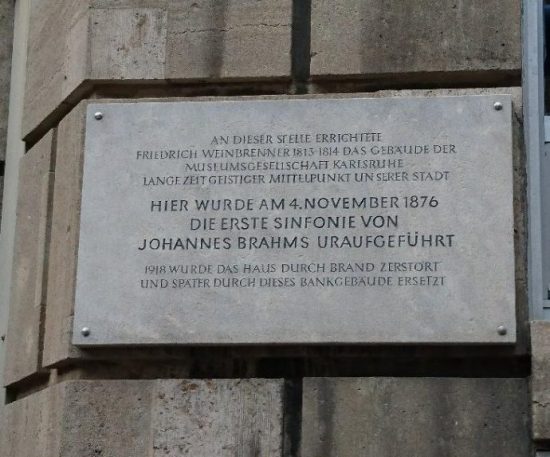 AN DIESER STELLE ERRICHTETE
FRIEDRICH WEINBRENNER 1813-1814 DAS GEBÄUDE DER
MUSEUMSGESELLSCHAFT KARLSRUHE
LANGE ZEIT GEISTIGER MITTELPUNKT UNSERER STADT
HIER WURDE AM 4. NOVEMBER 1876
DIE ERSTE SINFONIE VON
JOHANNES BRAHMS URAUFGEFÜHRT
1918 WURDE DAS HAUS DURCH BRAND ZERSTÖRT
UND SPÄTER DURCH DIESES BANKGEBÄUDE ERSETZT